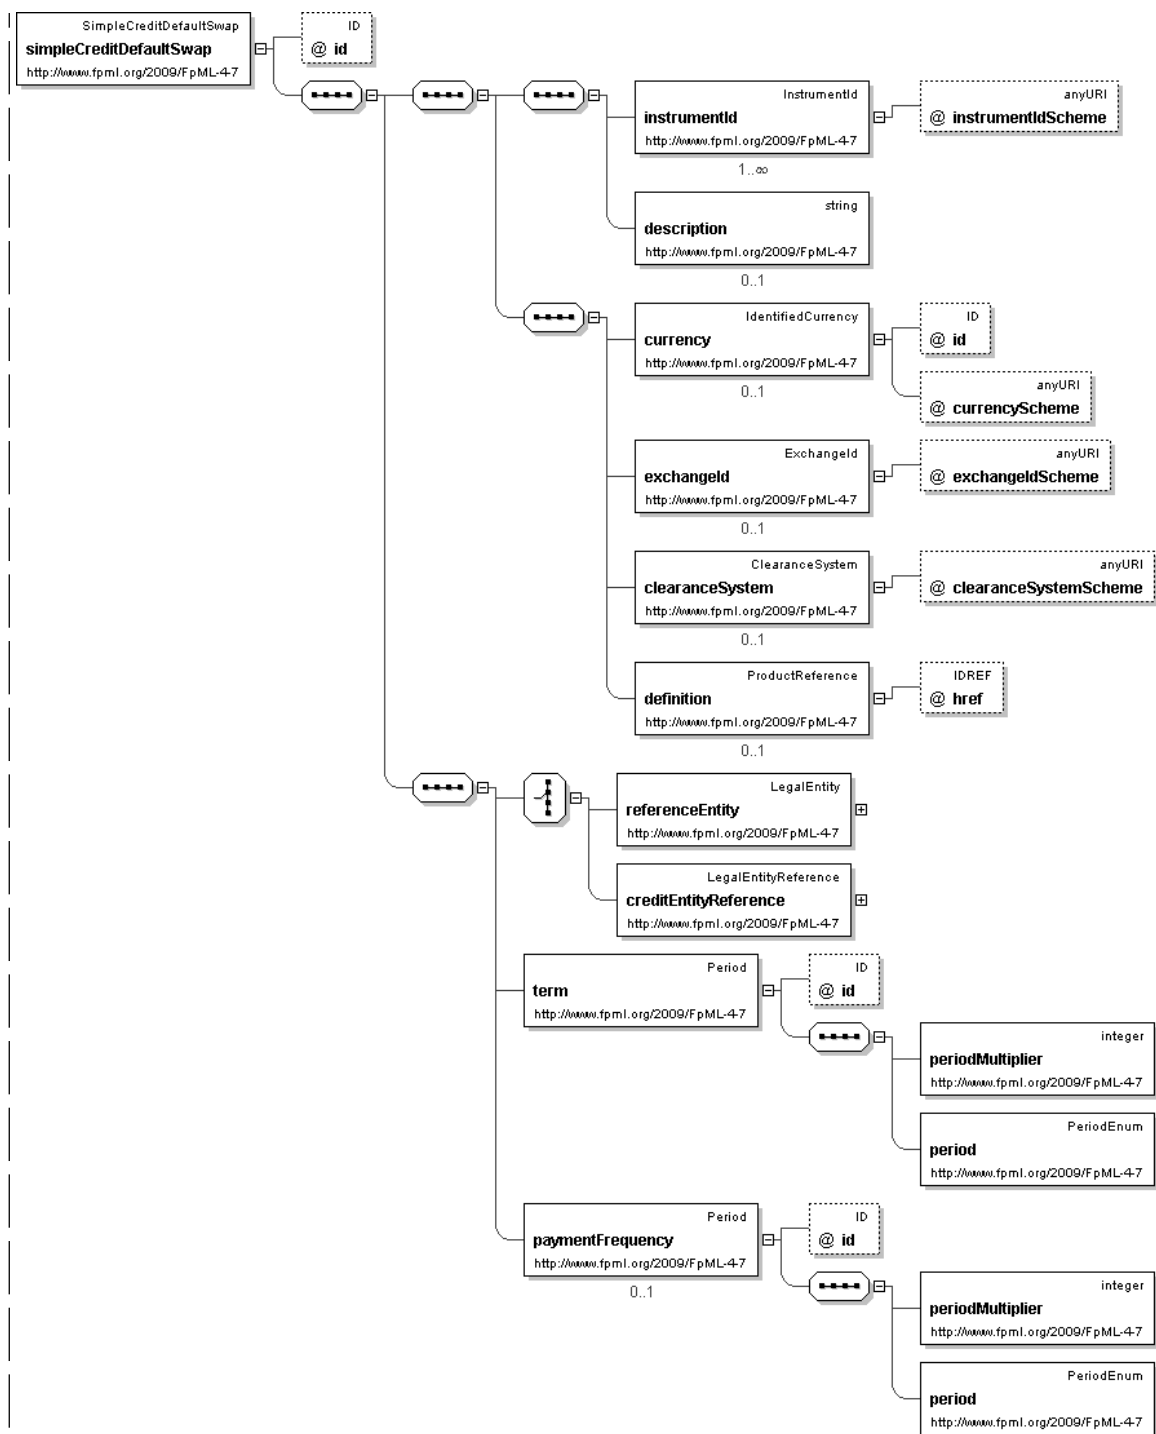 SimpleCreditDefaultSwap
simpleCreditDefaultSwap
http://www.fpml.org/2009/FpML-4-7
ID
@ id
InstrumentId
instrumentId
http://www.fpml.org/2009/FpML-4-7
1..∞
anyURI
@ instrumentIdScheme
string
description
http://www.fpml.org/2009/FpML-4-7
0..1
IdentifiedCurrency
currency
http://www.fpml.org/2009/FpML-4-7
0..1
ID
@ id
anyURI
@ currencyScheme
ExchangeId
exchangeId
http://www.fpml.org/2009/FpML-4-7
0..1
anyURI
@ exchangeIdScheme
ClearanceSystem
clearanceSystem
http://www.fpml.org/2009/FpML-4-7
0..1
anyURI
@ clearanceSystemScheme
ProductReference
definition
http://www.fpml.org/2009/FpML-4-7
0..1
IDREF
@ href
LegalEntity
referenceEntity
http://www.fpml.org/2009/FpML-4-7
LegalEntityReference
creditEntityReference
http://www.fpml.org/2009/FpML-4-7
Period
term
http://www.fpml.org/2009/FpML-4-7
ID
@ id
integer
periodMultiplier
http://www.fpml.org/2009/FpML-4-7
PeriodEnum
period
http://www.fpml.org/2009/FpML-4-7
Period
paymentFrequency
http://www.fpml.org/2009/FpML-4-7
0..1
ID
@ id
integer
periodMultiplier
http://www.fpml.org/2009/FpML-4-7
PeriodEnum
period
http://www.fpml.org/2009/FpML-4-7